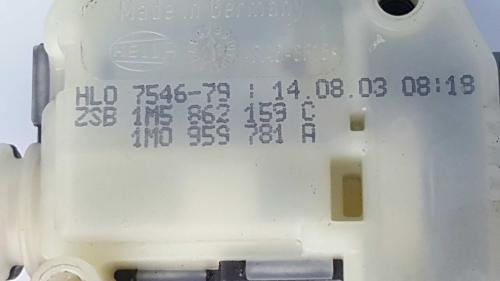 Made in Germany
HELLA
HLO 7546-79 : 14.08.03 08:18
ZSB 1M5 862 159 C
1M0 959 781 A